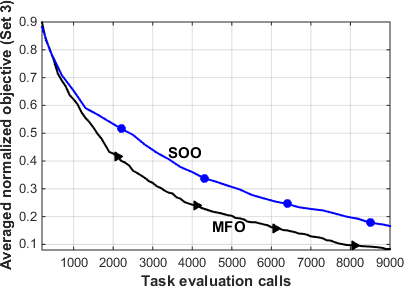 Averaged normalized objective (Set 3)
0.9
0.8
0.7
0.6
0.5
0.4
0.3
0.2
0.1
SOO
MFO
1000 2000 3000 4000 5000 6000 7000 8000 9000
Task evaluation calls